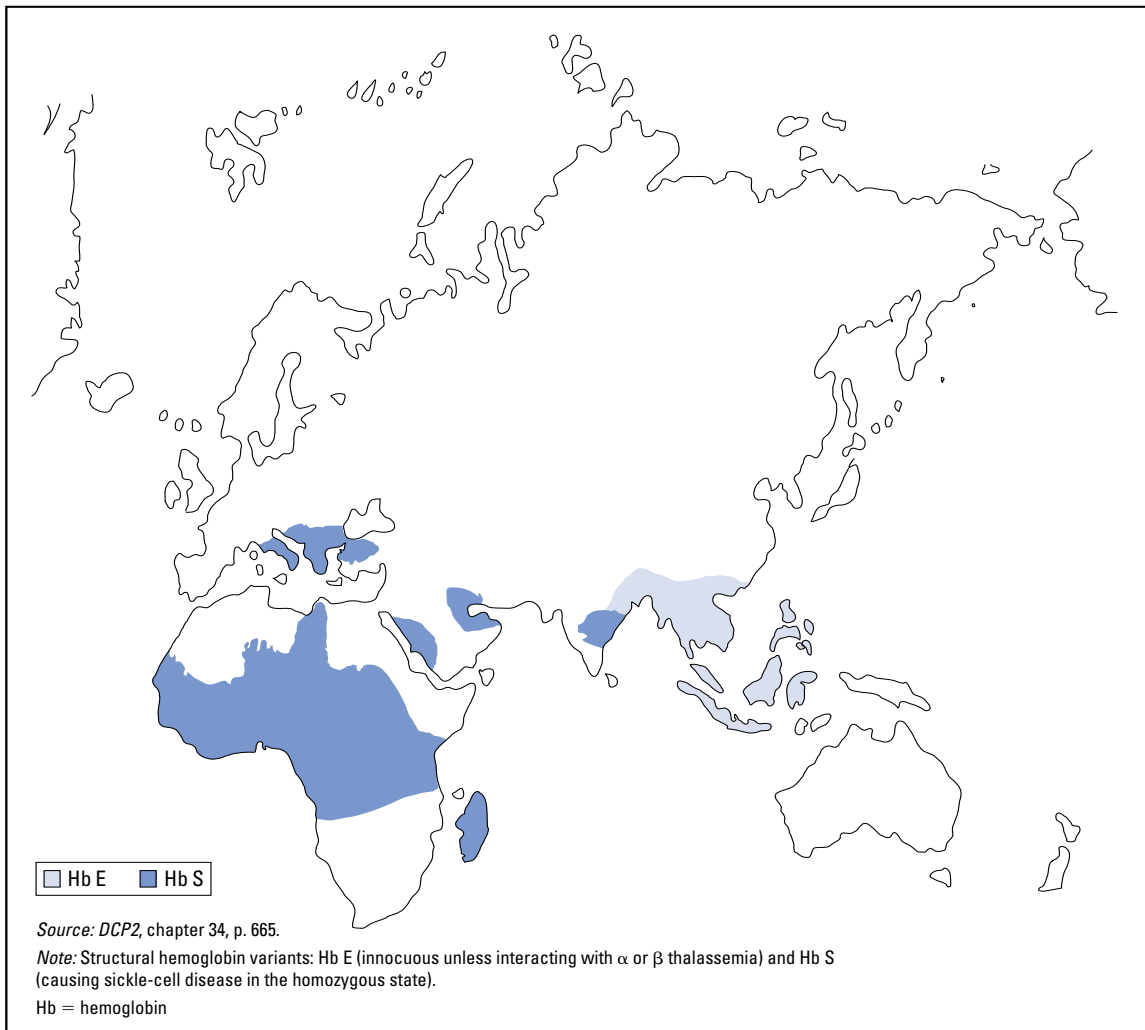 Hb E Hb S
Source: DCP2, chapter 34, p. 665.
Note: Structural hemoglobin variants: Hb E (innocuous unless interacting with α or β thalassemia) and Hb S
(causing sickle-cell disease in the homozygous state).
Hb = hemoglobin